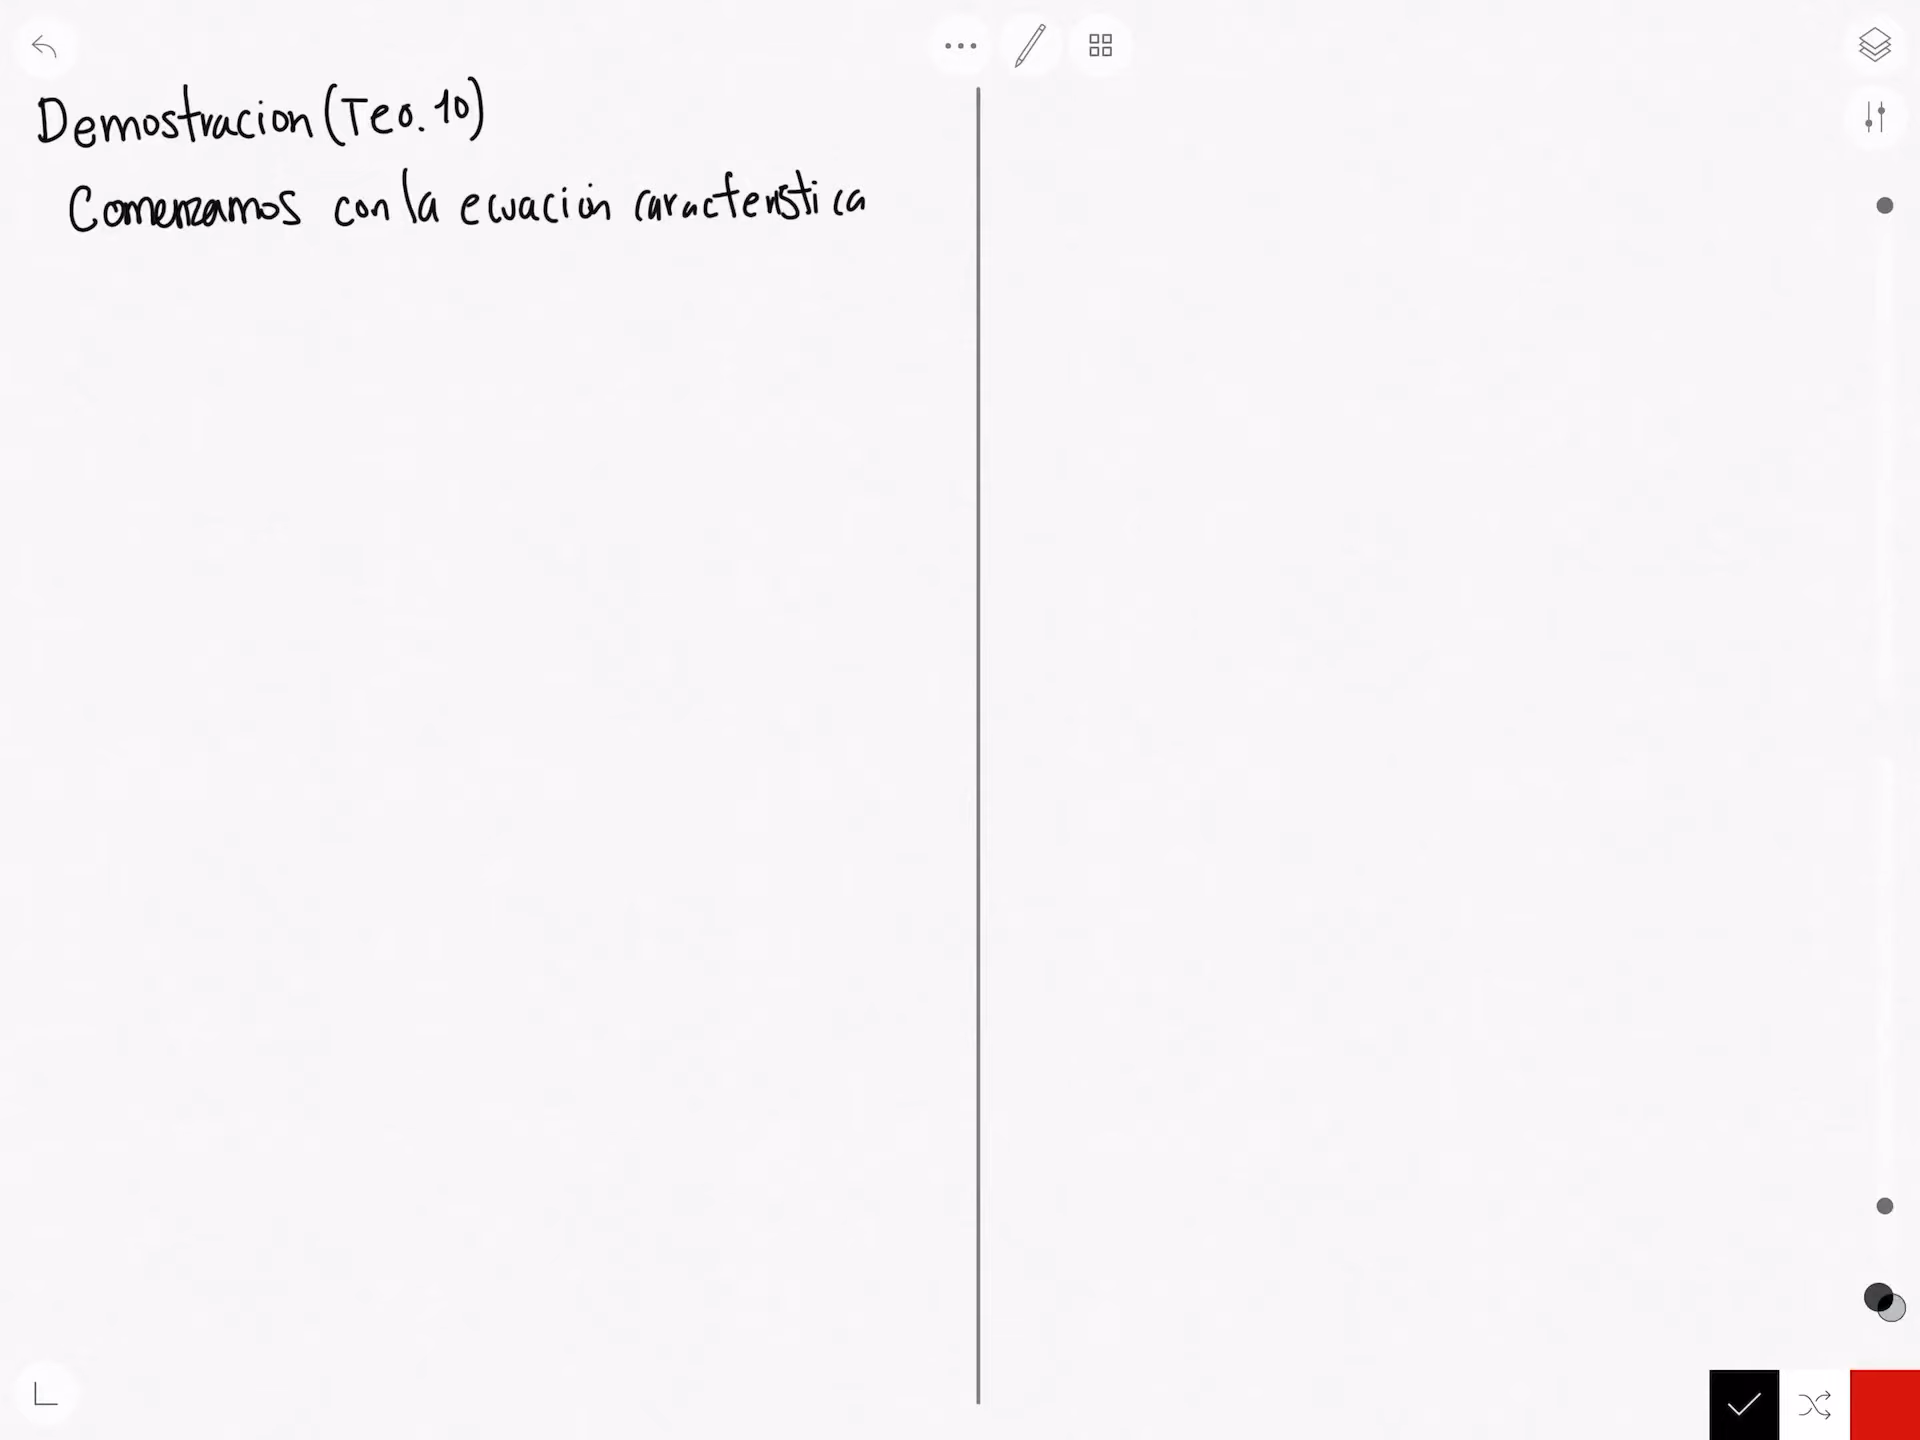 Demostracion (Teo. 10)
Comenzamos con la ecuación característica